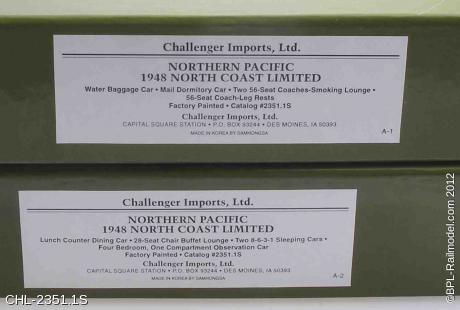 Challenger Imports, Ltd.
NORTHERN PACIFIC
1948 NORTH COAST LIMITED
Water Baggage Car • Mail Dormitory Car • Two 56-Seat Coaches-Smoking Lounge •
56-Seat Coach-Leg Rests
Factory Painted • Catalog #2351.1S
Challenger Imports, Ltd.
CAPITAL SQUARE STATION • P.O. BOX 93244 • DES MOINES, IA 50393
MADE IN KOREA BY SAMHONGSA
A-1
Challenger Imports, Ltd.
NORTHERN PACIFIC
1948 NORTH COAST LIMITED
Lunch Counter Dining Car • 28-Seat Chair Buffet Lounge • Two 8-6-3-1 Sleeping Cars •
Four Bedroom, One Compartment Observation Car
Factory Painted • Catalog #2351.1S
Challenger Imports, Ltd.
CAPITAL SQUARE STATION • P.O. BOX 93244 • DES MOINES, IA 50393
MADE IN KOREA BY SAMHONGSA
A-2
CHL-2351.1S
©BPL-Railmodel.com 2012